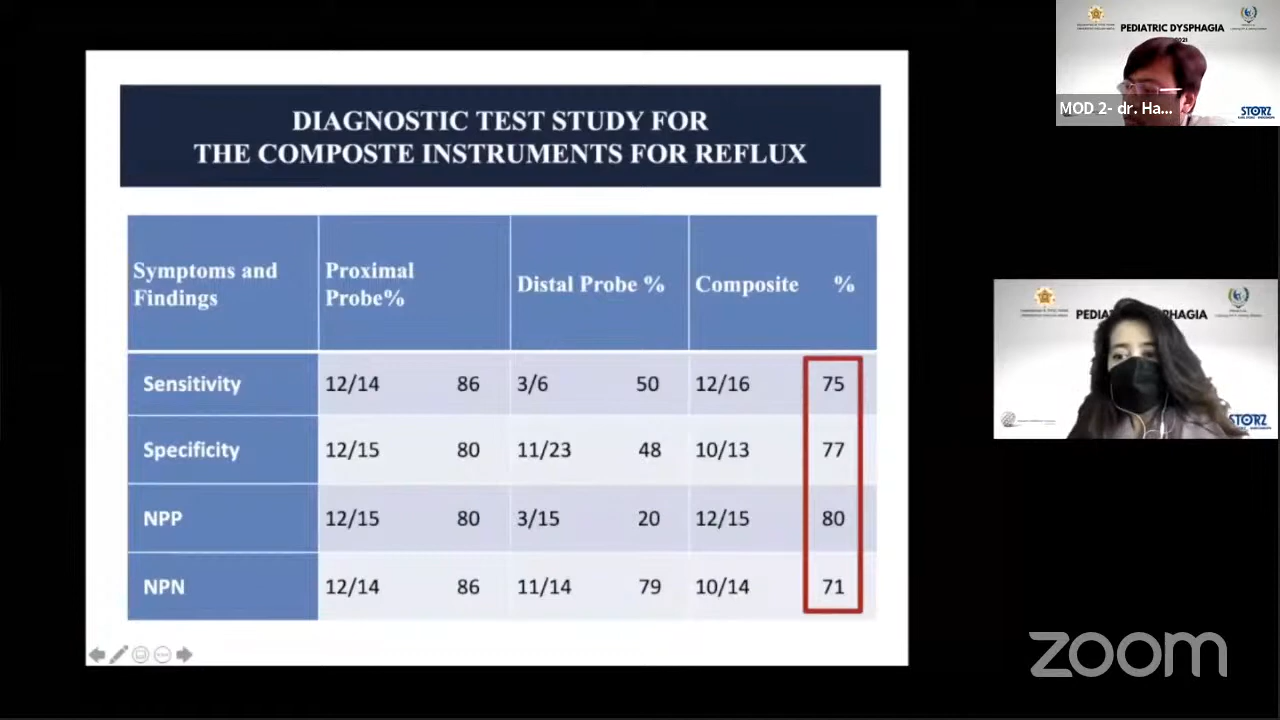 DIAGNOSTIC TEST STUDY FOR
THE COMPOSTE INSTRUMENTS FOR REFLUX
Symptoms and
Findings
Proximal
Probe%
Distal Probe %
Composite %
Sensitivity 12/14 86 3/6 50 12/16 75
Specificity 12/15 80 11/23 48 10/13 77
NPP 12/15 80 3/15 20 12/15 80
NPN 12/14 86 11/14 79 10/14 71
PEDIATRIC DYSPHAGIA
MOD 2- dr. Ha...
STORZ
STORZ
zoom